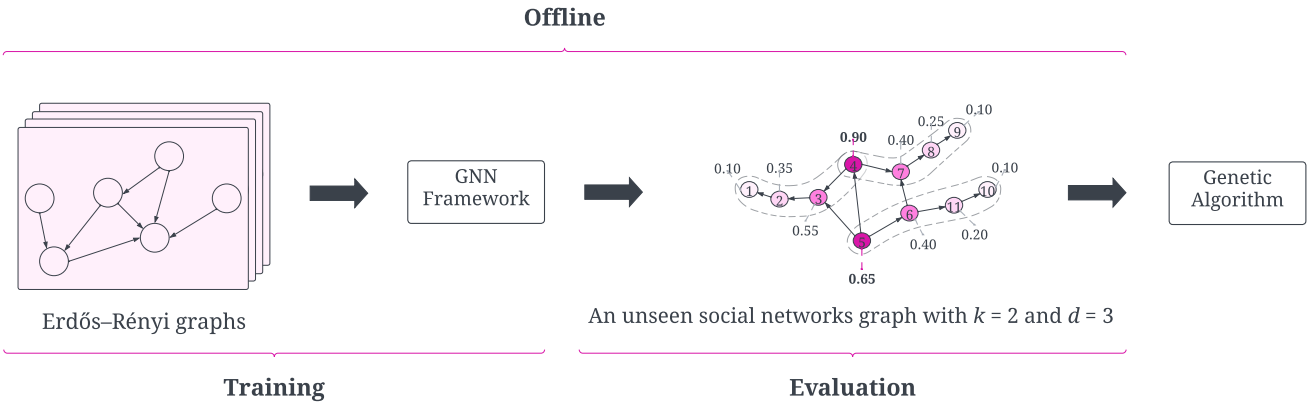 Offline
0.10
0.25
9
0.90
0.40
8
4
7
0.10
0.35
0.10
1
2
3
10
6
11
0.55
5
0.40
0.20
0.65
GNN
Framework
Genetic
Algorithm
Erdős–Rényi graphs
An unseen social networks graph with k = 2 and d = 3
Training
Evaluation